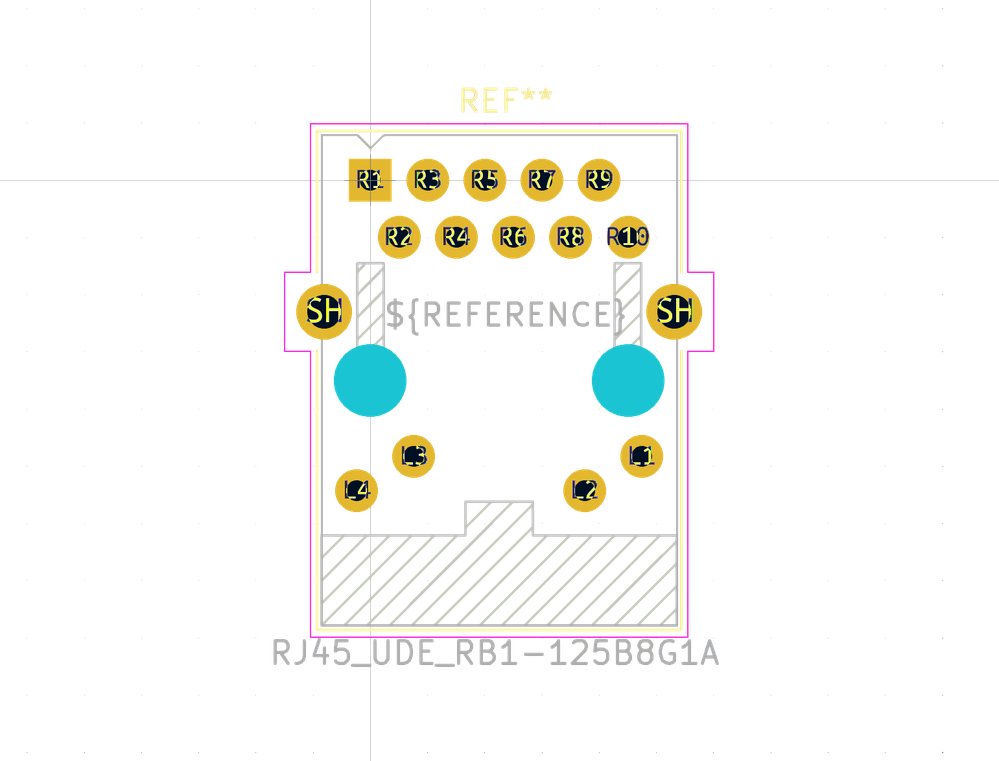 REF**
R1 R3 R5 R7 R9
R2 R4 R6 R8 R10
SH SH
${REFERENCE}
L3 L1
L4 L2
RJ45_UDE_RB1-125B8G1A